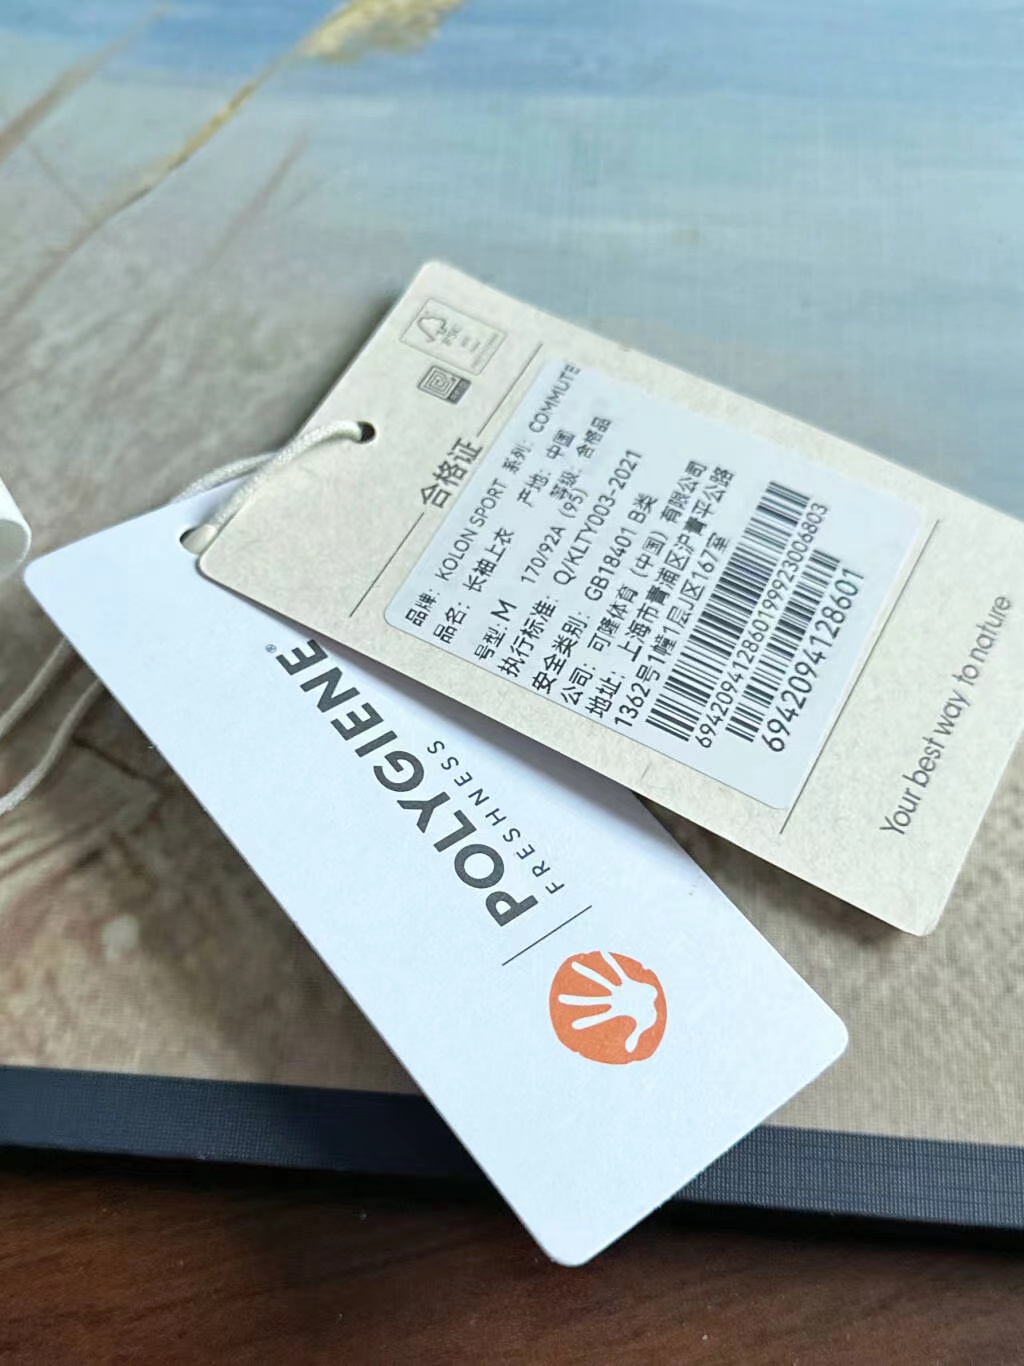 合格证
品牌: KOLON SPORT 系列: COMMUTE
品名: 长袖上衣 产地: 中国
号型: M 170/92A (95) 等级: 合格品
执行标准: Q/KLTY003-2021
安全类别: GB18401 B类
公司: 可隆体育(中国)有限公司
地址: 上海市青浦区沪青平公路
1362号1幢1层J区167室
694209412860199923006803
6942094128601
Your best way to nature
POLYGIENE®
FRESHNESS